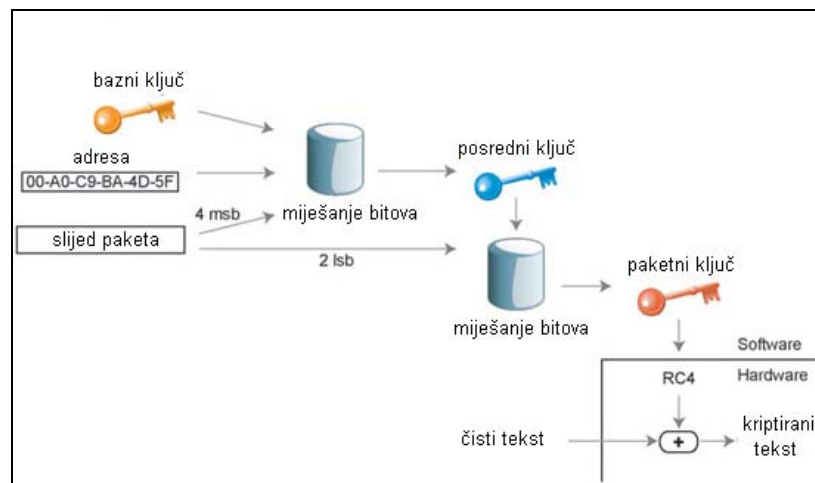 bazni ključ
adresa
00-A0-C9-BA-4D-5F
slijed paketa
4 msb
2 lsb
miješanje bitova
posredni ključ
miješanje bitova
paketni ključ
Software
Hardware
RC4
čisti tekst
+
kriptirani
tekst